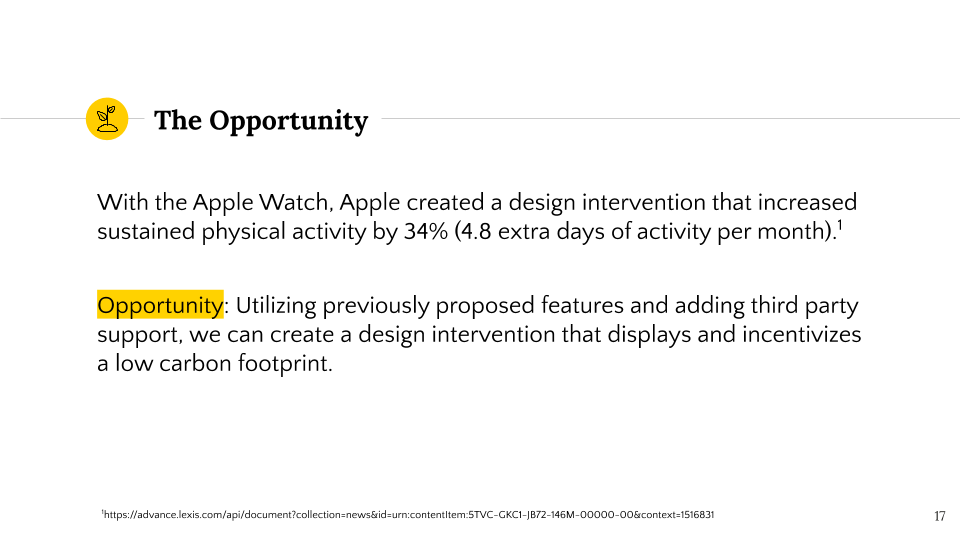 The Opportunity
With the Apple Watch, Apple created a design intervention that increased
sustained physical activity by 34% (4.8 extra days of activity per month).¹
Opportunity: Utilizing previously proposed features and adding third party
support, we can create a design intervention that displays and incentivizes
a low carbon footprint.
¹https://advance.lexis.com/api/document?collection=news&id=urn:contentItem:5TVC-GKC1-JB72-146M-00000-00&context=1516831
17